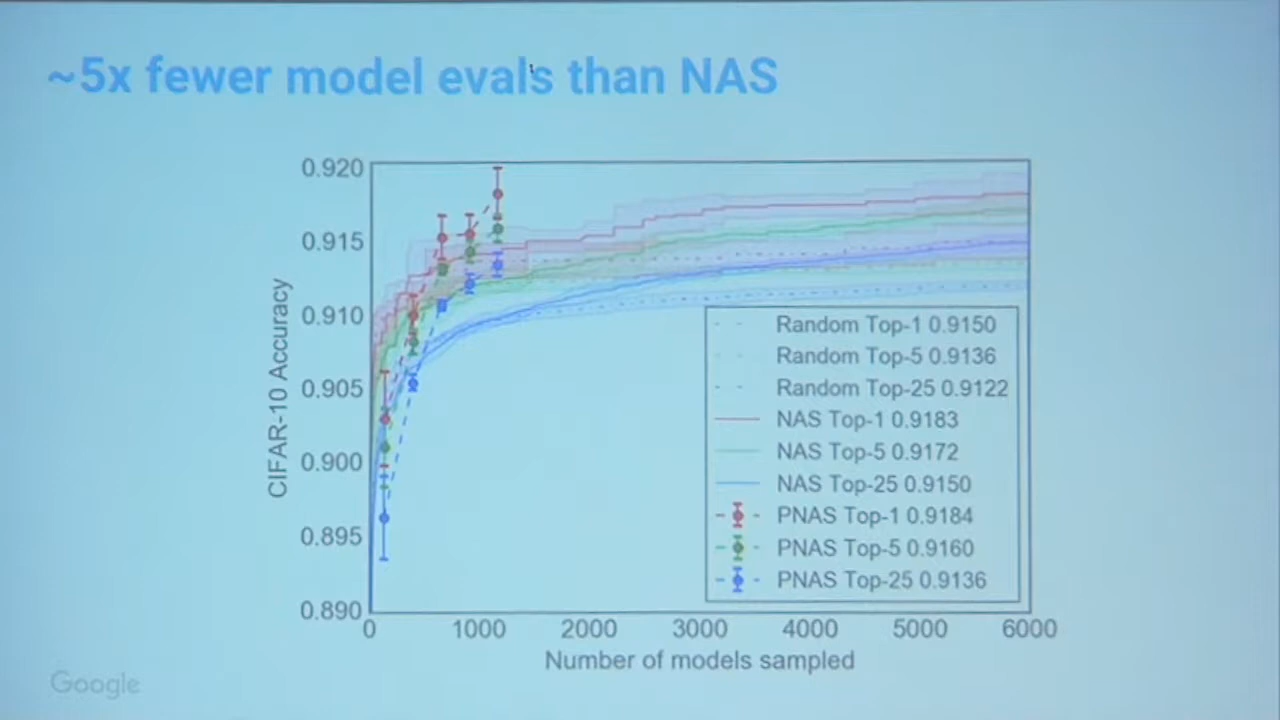 ~5x fewer model evals than NAS
0.920
0.915
0.910
0.905
0.900
0.895
0.890
CIFAR-10 Accuracy
Random Top-1 0.9150
Random Top-5 0.9136
Random Top-25 0.9122
NAS Top-1 0.9183
NAS Top-5 0.9172
NAS Top-25 0.9150
PNAS Top-1 0.9184
PNAS Top-5 0.9160
PNAS Top-25 0.9136
0 1000 2000 3000 4000 5000 6000
Number of models sampled
Google